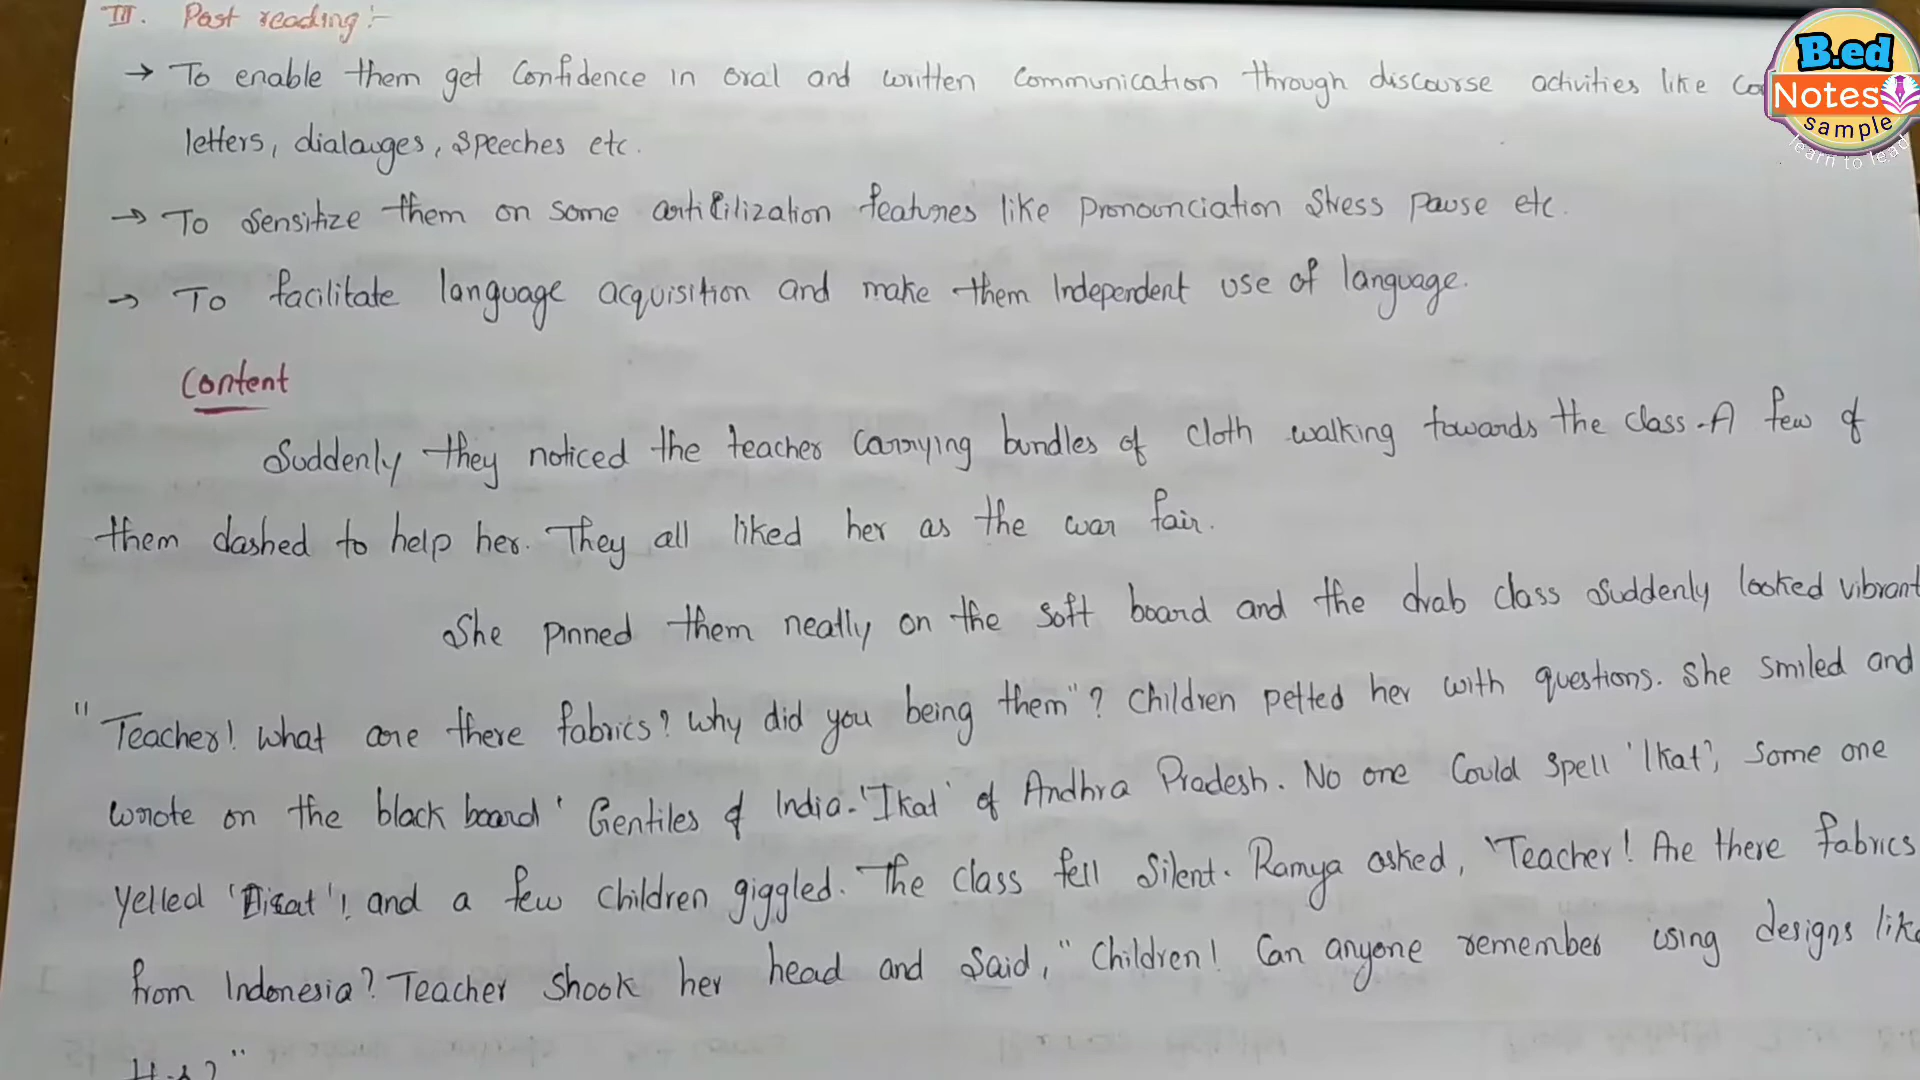 III. Past reading:-
→ To enable them get Confidence in oral and written Communication through discourse activities like
letters, dialauges, speeches etc.
→ To sensitize them on some features like pronounciation Stress pause etc.
→ To facilitate language acquisition and make them Independent use of language.
Content
Suddenly they noticed the teacher carrying bundles of cloth walking towards the class. A few of
them dashed to help her. They all liked her as the war fair.
She pinned them neatly on the soft board and the drab class suddenly looked vibrant
"Teacher! What are there fabrics? Why did you being them"? Children petted her with questions. She smiled and
wrote on the black board ' Gentiles of India. 'Ikat' of Andhra Pradesh. No one Could spell 'Ikat', some one
yelled and a few children giggled. The class fell silent. Ramya asked, 'Teacher! Are there fabrics
from Indonesia? Teacher shook her head and said, "Children! Can anyone remember using designs like
B.ed
Notes
sample
learn to lead